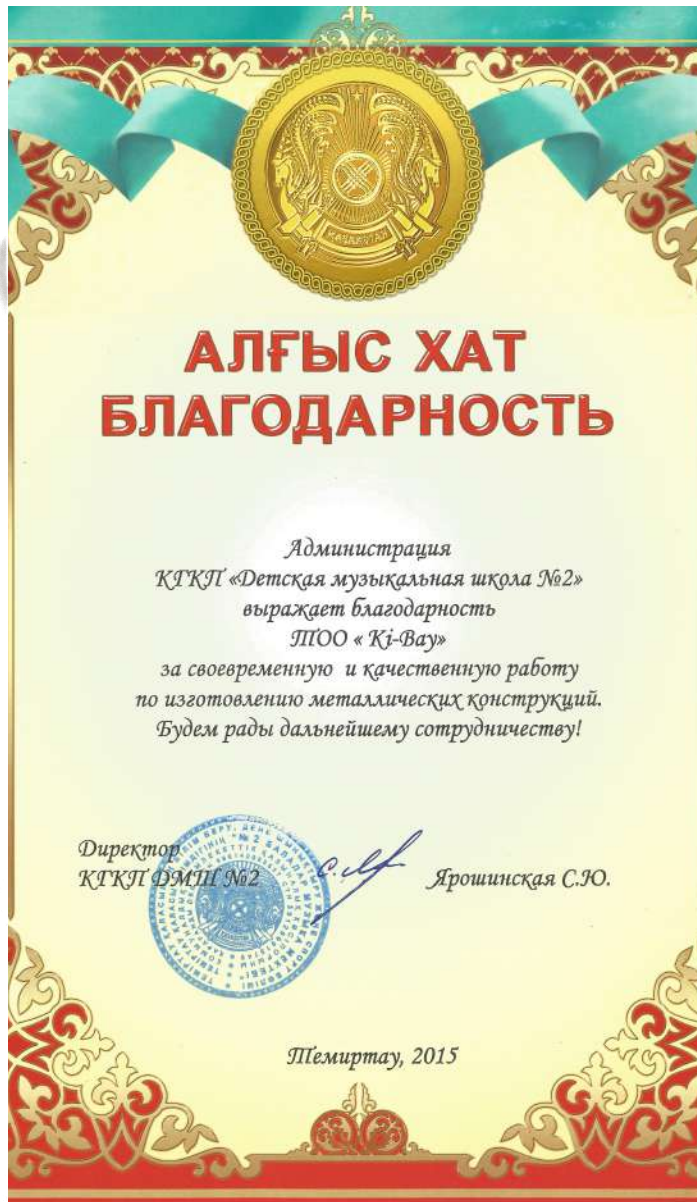 ҚАЗАҚСТАН
АЛҒЫС ХАТ
БЛАГОДАРНОСТЬ
Администрация
КГКП «Детская музыкальная школа №2»
выражает благодарность
ТОО « Ki-Bay»
за своевременную и качественную работу
по изготовлению металлических конструкций.
Будем рады дальнейшему сотрудничеству!
Директор
КГКП ДМШ №2 Ярошинская С.Ю.
Темиртау, 2015